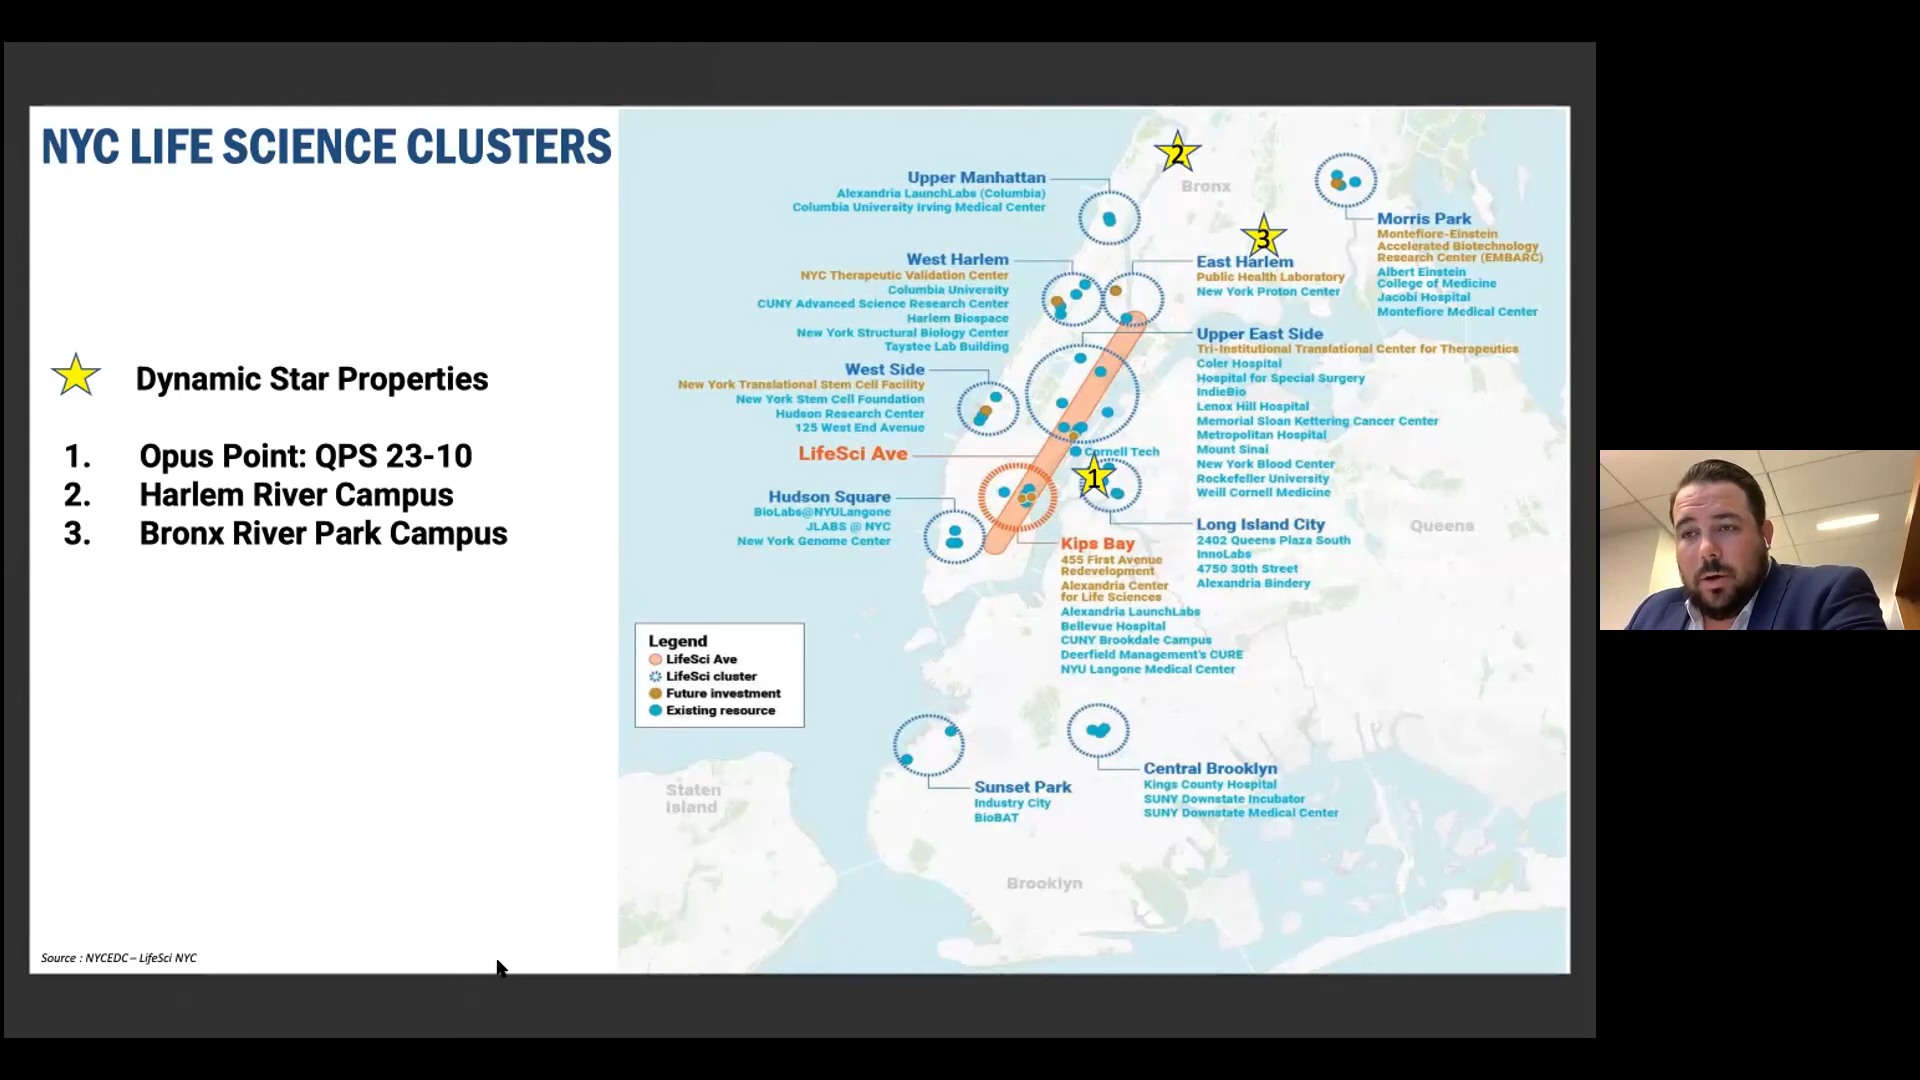 NYC LIFE SCIENCE CLUSTERS
Dynamic Star Properties
1. Opus Point: QPS 23-10
2. Harlem River Campus
3. Bronx River Park Campus
Source : NYCEDC – LifeSci NYC
2
Bronx
3
1
Upper Manhattan
Alexandria LaunchLabs (Columbia)
Columbia University Irving Medical Center
West Harlem
NYC Therapeutic Validation Center
Columbia University
CUNY Advanced Science Research Center
Harlem Biospace
New York Structural Biology Center
Taystee Lab Building
West Side
New York Translational Stem Cell Facility
New York Stem Cell Foundation
Hudson Research Center
125 West End Avenue
LifeSci Ave
Hudson Square
BioLabs@NYULangone
JLABS @ NYC
New York Genome Center
Morris Park
Montefiore-Einstein
Accelerated Biotechnology
Research Center (EMBARC)
Albert Einstein
College of Medicine
Jacobi Hospital
Montefiore Medical Center
East Harlem
Public Health Laboratory
New York Proton Center
Upper East Side
Tri-Institutional Translational Center for Therapeutics
Coler Hospital
Hospital for Special Surgery
IndieBio
Lenox Hill Hospital
Memorial Sloan Kettering Cancer Center
Metropolitan Hospital
Mount Sinai
New York Blood Center
Rockefeller University
Weill Cornell Medicine
Cornell Tech
Long Island City
2402 Queens Plaza South
InnoLabs
4750 30th Street
Alexandria Bindery
Queens
Kips Bay
455 First Avenue
Redevelopment
Alexandria Center
for Life Sciences
Alexandria LaunchLabs
Bellevue Hospital
CUNY Brookdale Campus
Deerfield Management's CURE
NYU Langone Medical Center
Legend
LifeSci Ave
LifeSci cluster
Future investment
Existing resource
Staten
Island
Sunset Park
Industry City
BioBAT
Central Brooklyn
Kings County Hospital
SUNY Downstate Incubator
SUNY Downstate Medical Center
Brooklyn